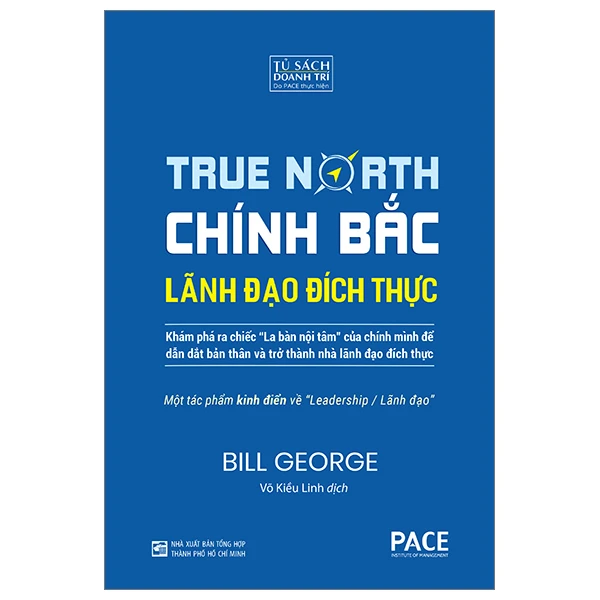 TỦ SÁCH
DOANH TRÍ
Do PACE thực hiện
TRUE NORTH
CHÍNH BẮC
LÃNH ĐẠO ĐÍCH THỰC
Khám phá ra chiếc “La bàn nội tâm” của chính mình để
dẫn dắt bản thân và trở thành nhà lãnh đạo đích thực
Một tác phẩm kinh điển về “Leadership / Lãnh đạo”
BILL GEORGE
Võ Kiều Linh dịch
NHÀ XUẤT BẢN TỔNG HỢP
THÀNH PHỐ HỒ CHÍ MINH
PACE
INSTITUTE OF MANAGEMENT